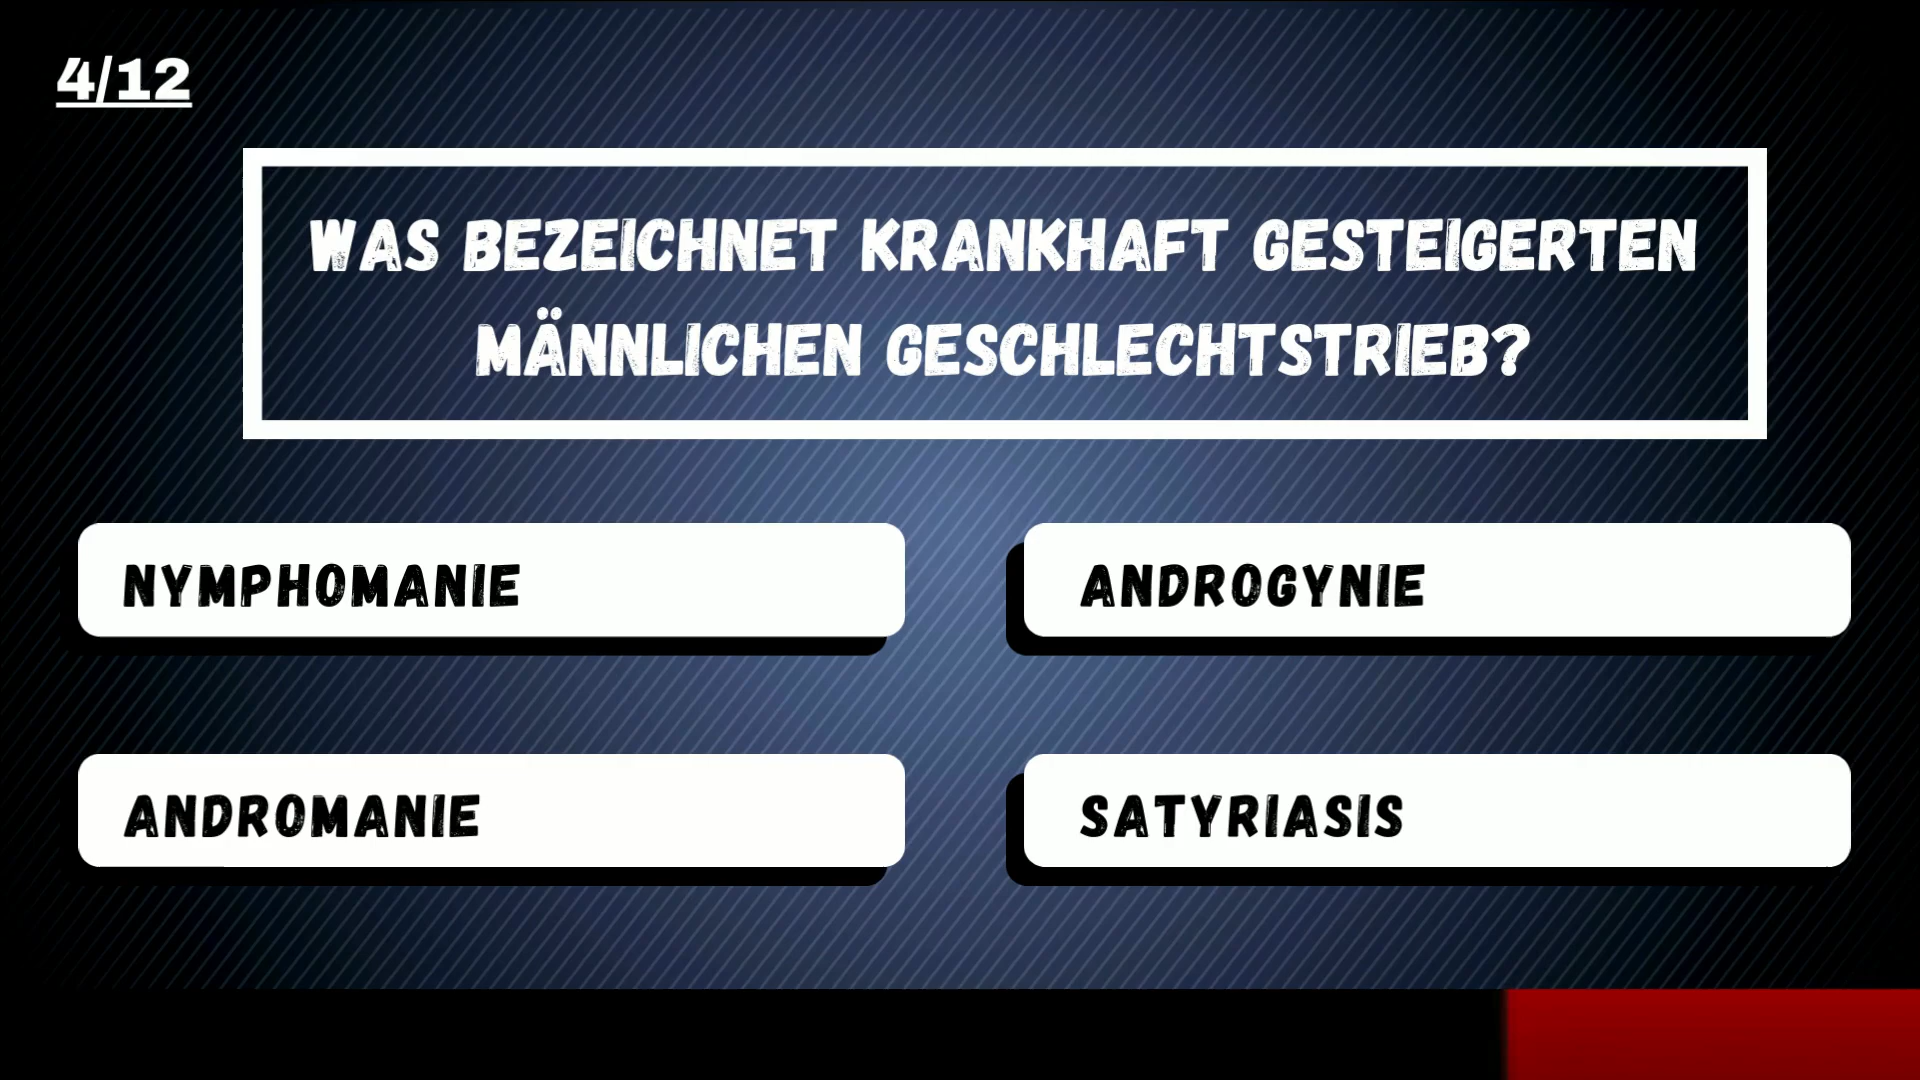 4/12
WAS BEZEICHNET KRANKHAFT GESTEIGERTEN
MÄNNLICHEN GESCHLECHTSTRIEB?
NYMPHOMANIE
ANDROGYNIE
ANDROMANIE
SATYRIASIS